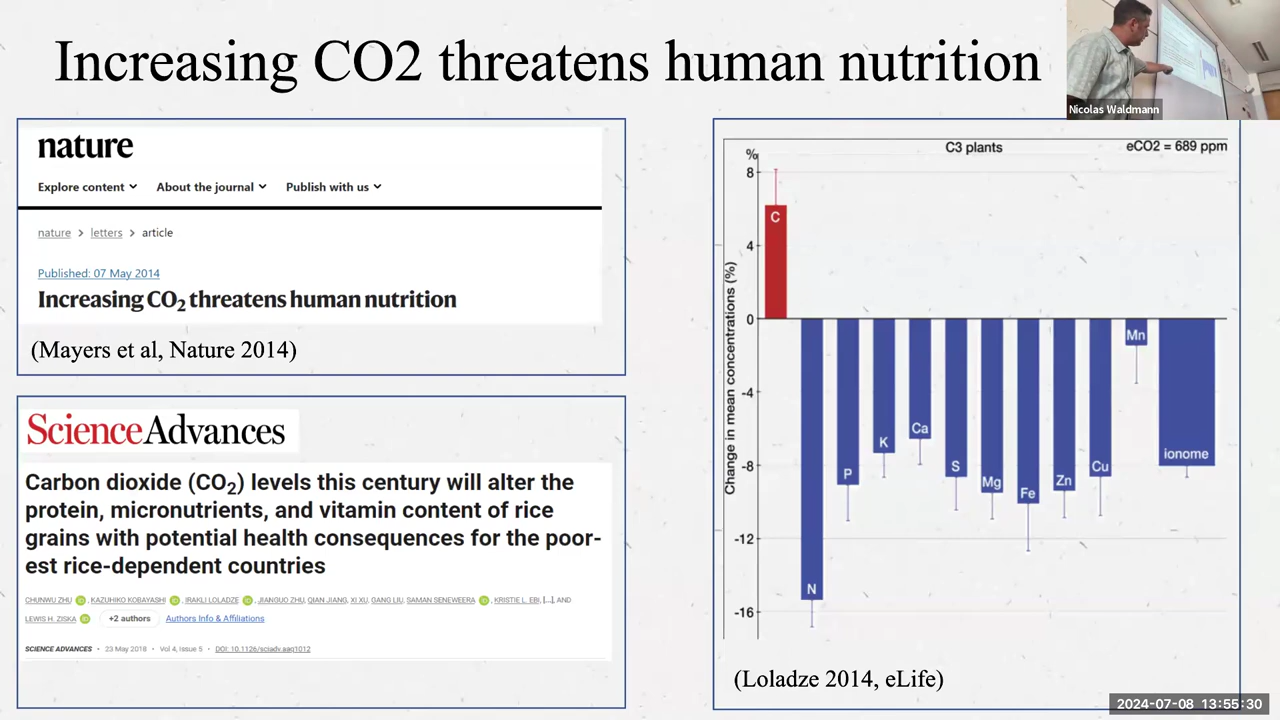 Increasing CO2 threatens human nutrition
Nicolas Waldmann
nature
Explore content About the journal Publish with us
nature > letters > article
Published: 07 May 2014
Increasing CO2 threatens human nutrition
(Mayers et al, Nature 2014)
ScienceAdvances
Carbon dioxide (CO2) levels this century will alter the
protein, micronutrients, and vitamin content of rice
grains with potential health consequences for the poor-
est rice-dependent countries
CHUNWU ZHU, KAZUHIKO KOBAYASHI, IRAKLI LOLADZE, JIANGUO ZHU, QIAN JIANG, XI XU, GANG LIU, SAMAN SENEWEERA, KRISTIE L. EBI, [...], AND
LEWIS H. ZISKA +2 authors Authors Info & Affiliations
SCIENCE ADVANCES • 23 May 2018 • Vol 4, Issue 5 • DOI: 10.1126/sciadv.aaq1012
C3 plants eCO2 = 689 ppm
%
8
4
0
-4
-8
-12
-16
Change in mean concentrations (%)
C
N
P
K
Ca
S
Mg
Fe
Zn
Cu
Mn
ionome
(Loladze 2014, eLife)
2024-07-08 13:55:30